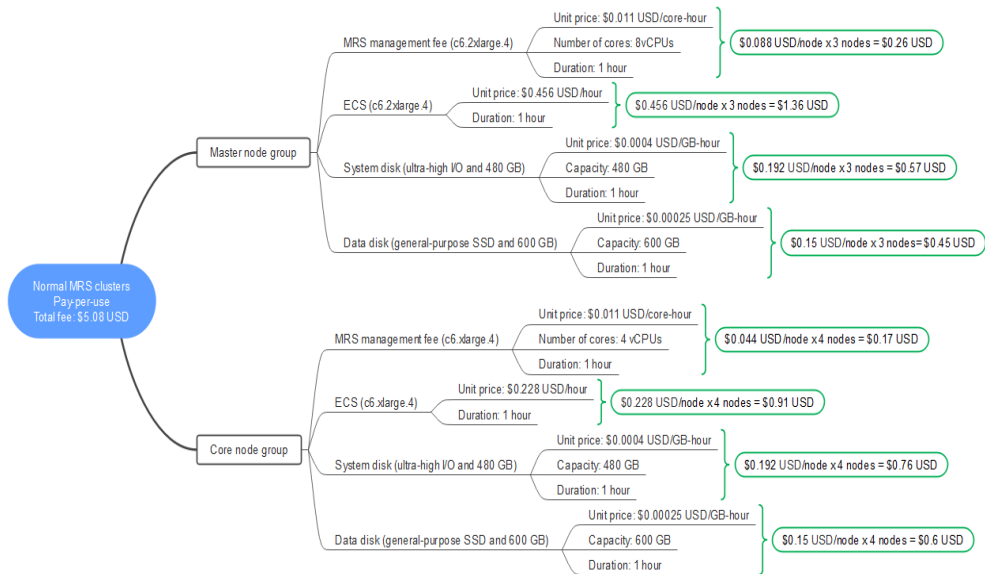 Normal MRS clusters
Pay-per-use
Total fee: $5.08 USD
Master node group
MRS management fee (c6.2xlarge.4)
Unit price: $0.011 USD/core-hour
Number of cores: 8vCPUs
Duration: 1 hour
$0.088 USD/node x 3 nodes = $0.26 USD
ECS (c6.2xlarge.4)
Unit price: $0.456 USD/hour
Duration: 1 hour
$0.456 USD/node x 3 nodes = $1.36 USD
System disk (ultra-high I/O and 480 GB)
Unit price: $0.0004 USD/GB-hour
Capacity: 480 GB
Duration: 1 hour
$0.192 USD/node x 3 nodes = $0.57 USD
Data disk (general-purpose SSD and 600 GB)
Unit price: $0.00025 USD/GB-hour
Capacity: 600 GB
Duration: 1 hour
$0.15 USD/node x 3 nodes= $0.45 USD
Core node group
MRS management fee (c6.xlarge.4)
Unit price: $0.011 USD/core-hour
Number of cores: 4 vCPUs
Duration: 1 hour
$0.044 USD/node x 4 nodes = $0.17 USD
ECS (c6.xlarge.4)
Unit price: $0.228 USD/hour
Duration: 1 hour
$0.228 USD/node x 4 nodes = $0.91 USD
System disk (ultra-high I/O and 480 GB)
Unit price: $0.0004 USD/GB-hour
Capacity: 480 GB
Duration: 1 hour
$0.192 USD/node x 4 nodes = $0.76 USD
Data disk (general-purpose SSD and 600 GB)
Unit price: $0.00025 USD/GB-hour
Capacity: 600 GB
Duration: 1 hour
$0.15 USD/node x 4 nodes = $0.6 USD